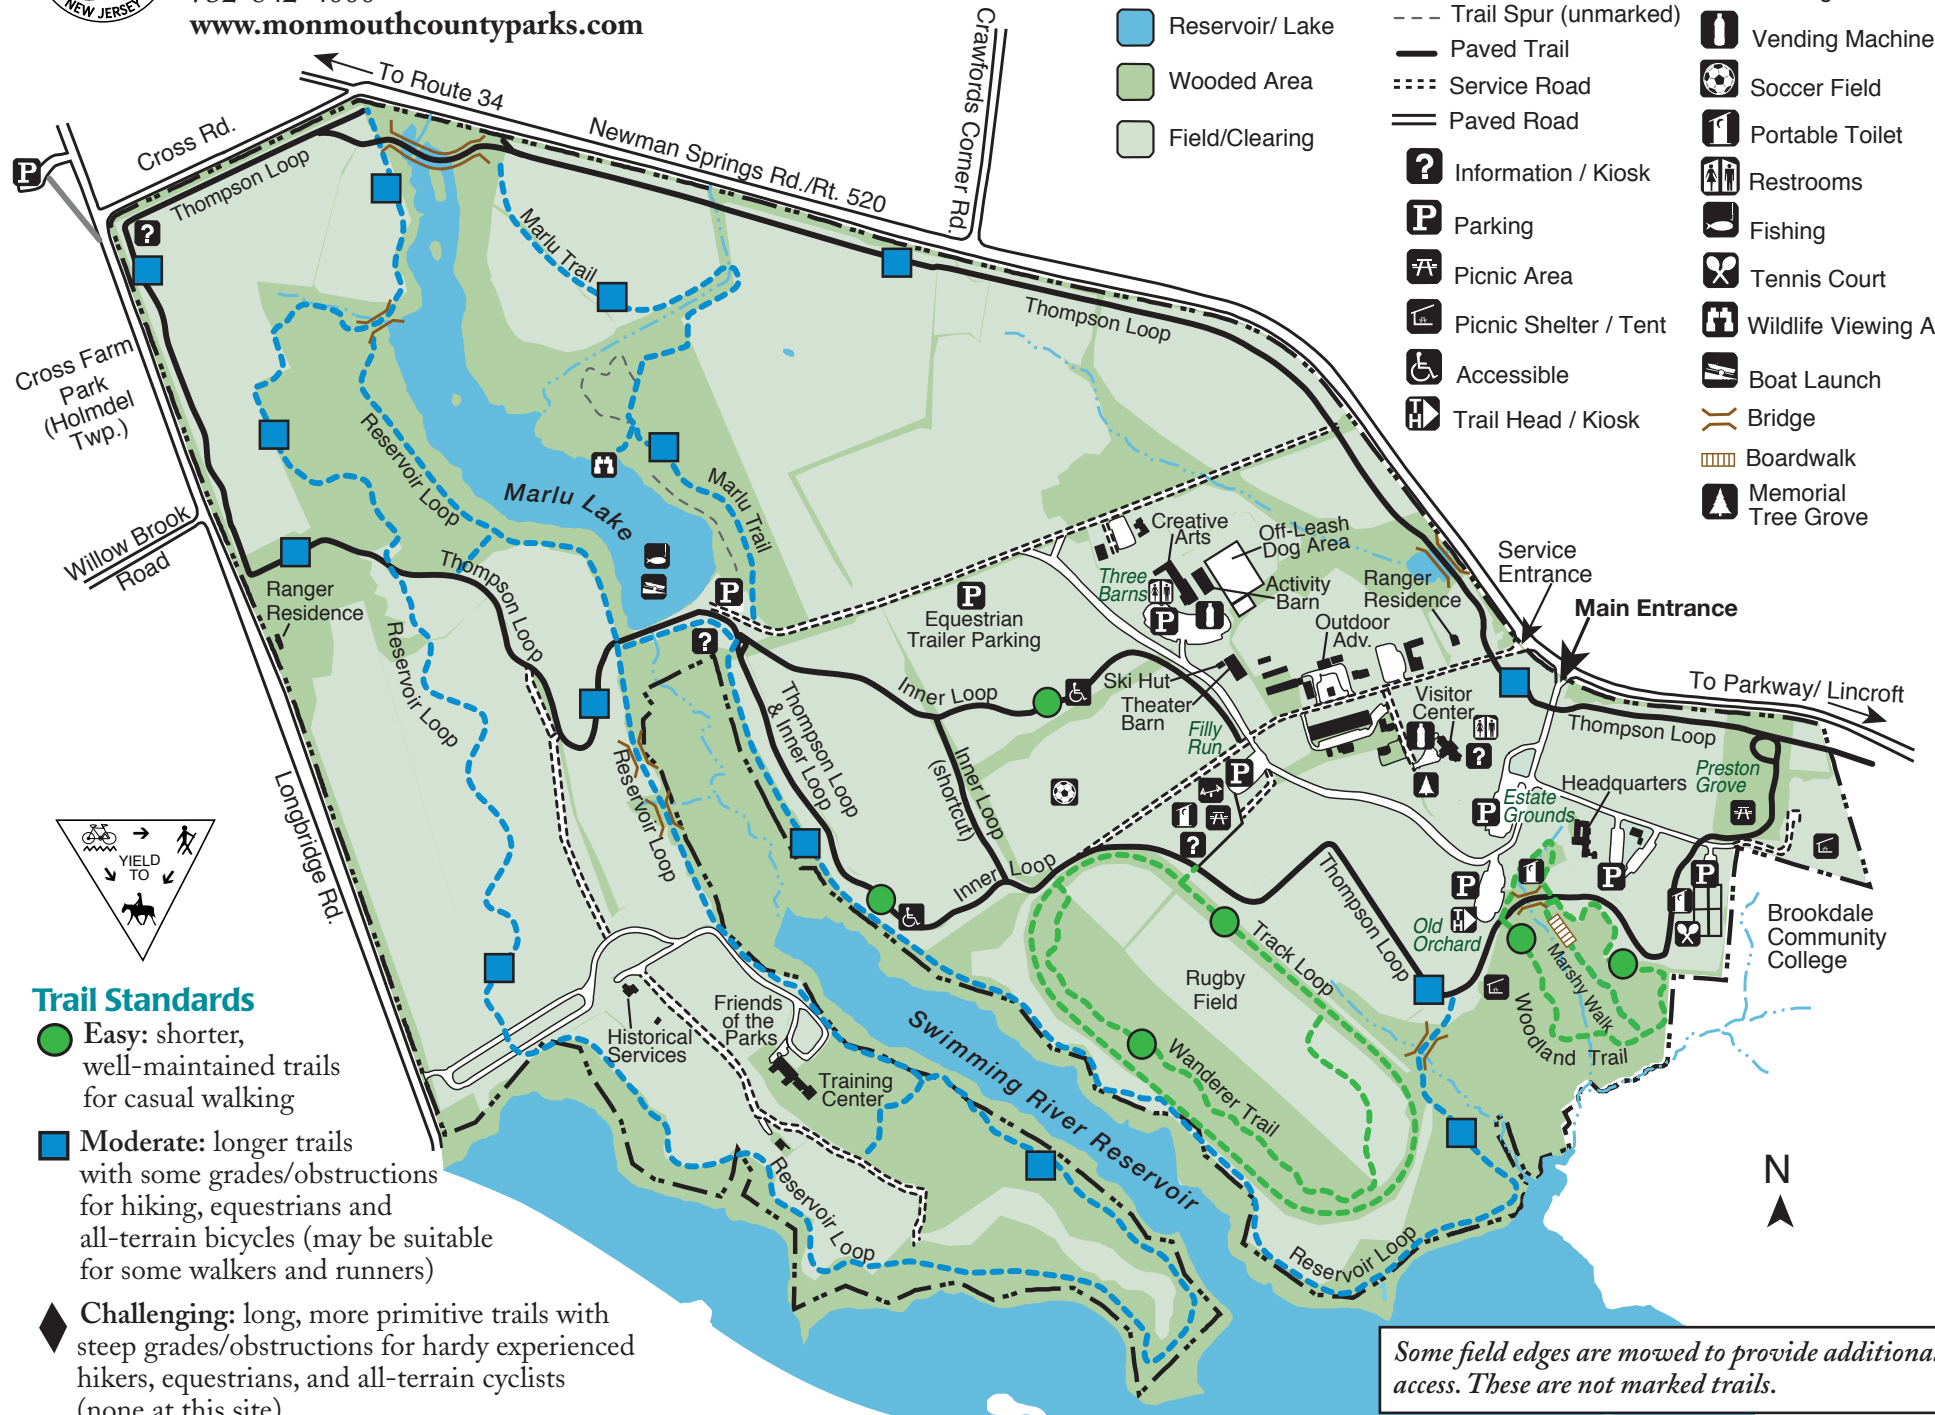 NEW JERSEY
www.monmouthcountyparks.com
To Route 34
Cross Rd.
Thompson Loop
Newman Springs Rd./Rt. 520
Crawfords Corner Rd.
Reservoir/ Lake
Wooded Area
Field/Clearing
Trail Spur (unmarked)
Paved Trail
Service Road
Paved Road
? Information / Kiosk
P Parking
Picnic Area
Picnic Shelter / Tent
Accessible
TH Trail Head / Kiosk
Vending Machine
Soccer Field
Portable Toilet
Restrooms
Fishing
Tennis Court
Wildlife Viewing A
Boat Launch
Bridge
Boardwalk
Memorial
Tree Grove
P
?
Marlu Trail
Thompson Loop
Cross Farm
Park
(Holmdel
Twp.)
Reservoir Loop
Marlu Lake
Marlu Trail
Willow Brook
Road
Ranger
Residence
Thompson Loop
Reservoir Loop
P
?
P
Equestrian
Trailer Parking
Creative
Arts
Off-Leash
Dog Area
Three
Barns
P
Activity
Barn
Ranger
Residence
Outdoor
Adv.
Service
Entrance
Main Entrance
To Parkway/ Lincroft
Ski Hut
Theater
Barn
Visitor
Center
?
Filly
Run
P
?
Inner Loop
Thompson Loop
& Inner Loop
Inner Loop
(shortcut)
Inner Loop
Thompson Loop
Headquarters
Preston
Grove
Estate
Grounds
P
P
P
P
TH
Old
Orchard
Thompson Loop
Track Loop
Rugby
Field
Wanderer Trail
Marshy Walk
Woodland Trail
Brookdale
Community
College
Longbridge Rd.
Reservoir Loop
Historical
Services
Friends
of the
Parks
Training
Center
Swimming River Reservoir
Reservoir Loop
Reservoir Loop
N
YIELD
TO
Trail Standards
Easy: shorter,
well-maintained trails
for casual walking
Moderate: longer trails
with some grades/obstructions
for hiking, equestrians and
all-terrain bicycles (may be suitable
for some walkers and runners)
Challenging: long, more primitive trails with
steep grades/obstructions for hardy experienced
hikers, equestrians, and all-terrain cyclists
(none at this site)
Some field edges are mowed to provide additional
access. These are not marked trails.